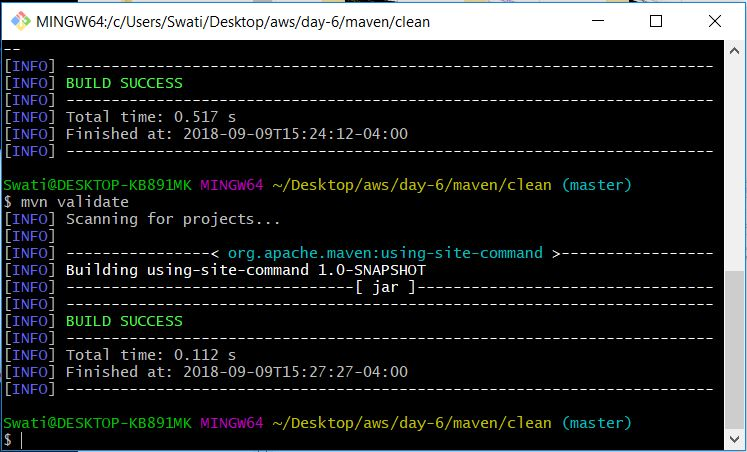 MINGW64:/c/Users/Swati/Desktop/aws/day-6/maven/clean
--
[INFO] ------------------------------------------------------------------------
[INFO] BUILD SUCCESS
[INFO] ------------------------------------------------------------------------
[INFO] Total time: 0.517 s
[INFO] Finished at: 2018-09-09T15:24:12-04:00
[INFO] ------------------------------------------------------------------------
Swati@DESKTOP-KB891MK MINGW64 ~/Desktop/aws/day-6/maven/clean (master)
$ mvn validate
[INFO] Scanning for projects...
[INFO]
[INFO] ----------------< org.apache.maven:using-site-command >-----------------
[INFO] Building using-site-command 1.0-SNAPSHOT
[INFO] --------------------------------[ jar ]---------------------------------
[INFO] ------------------------------------------------------------------------
[INFO] BUILD SUCCESS
[INFO] ------------------------------------------------------------------------
[INFO] Total time: 0.112 s
[INFO] Finished at: 2018-09-09T15:27:27-04:00
[INFO] ------------------------------------------------------------------------
Swati@DESKTOP-KB891MK MINGW64 ~/Desktop/aws/day-6/maven/clean (master)
$